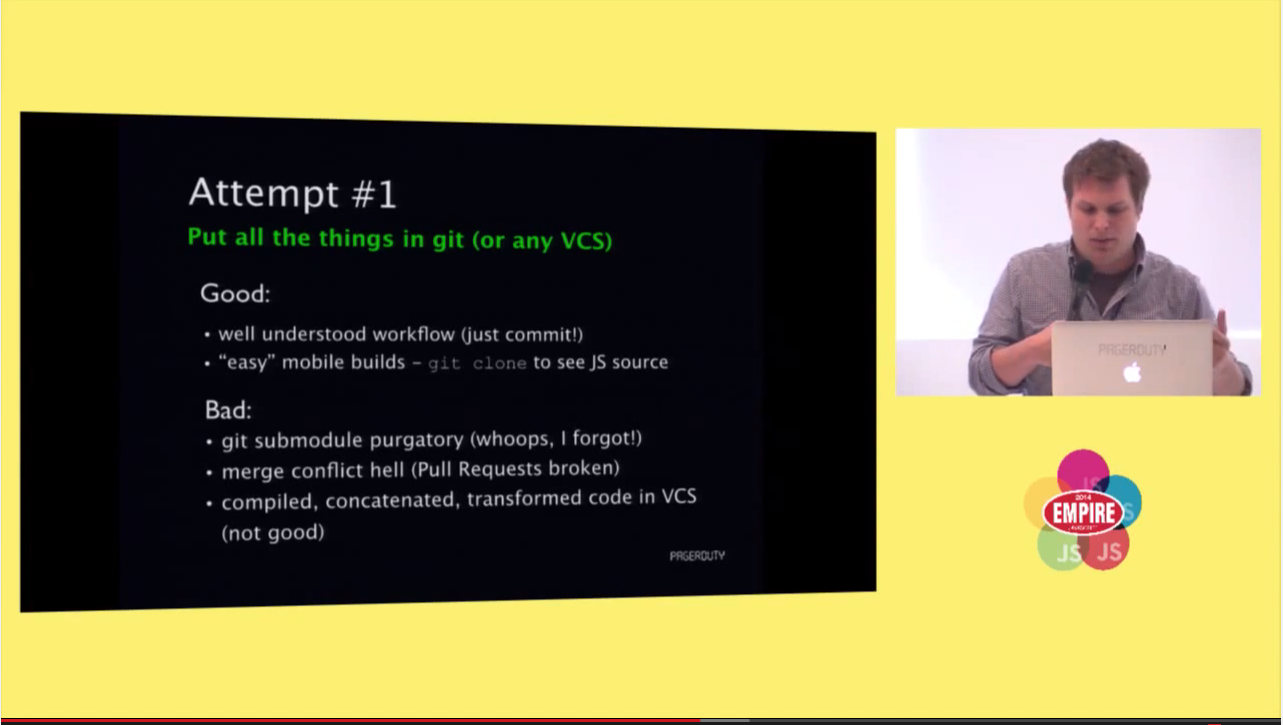 Attempt #1
Put all the things in git (or any VCS)
Good:
• well understood workflow (just commit!)
• “easy” mobile builds – git clone to see JS source
Bad:
• git submodule purgatory (whoops, I forgot!)
• merge conflict hell (Pull Requests broken)
• compiled, concatenated, transformed code in VCS
(not good)
PAGERDUTY
PAGERDUTY
JS
2014
EMPIRE
JS
JS